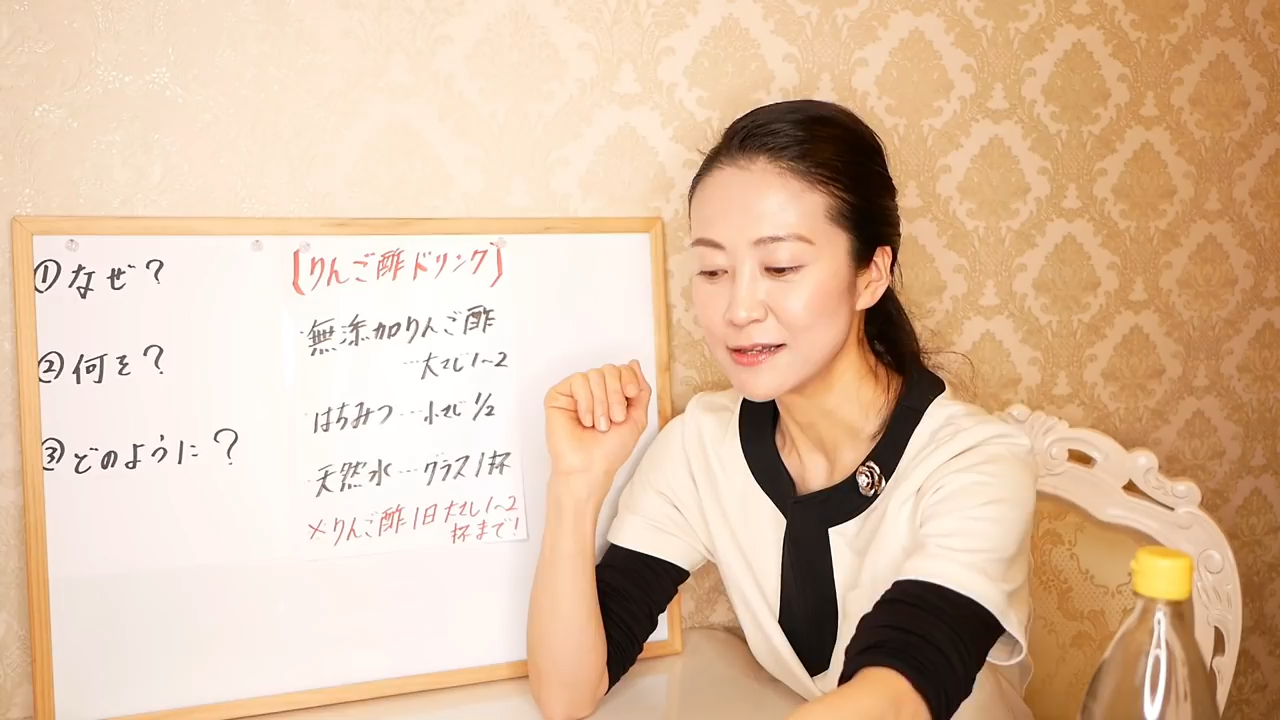 ①なぜ?
②何を?
③どのように?
【りんご酢ドリンク】
・無添加りんご酢
…大さじ1~2
・はちみつ…小さじ1/2
・天然水…グラス1杯
×りんご酢1日大さじ1~2
杯まで!